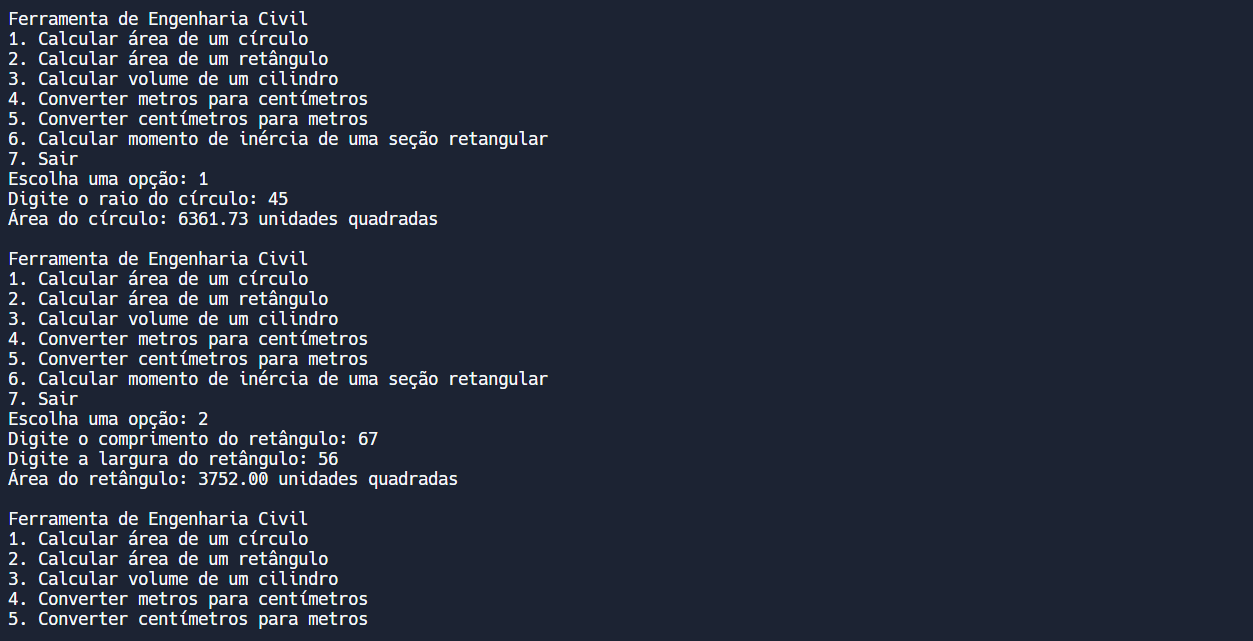 Ferramenta de Engenharia Civil
1. Calcular área de um círculo
2. Calcular área de um retângulo
3. Calcular volume de um cilindro
4. Converter metros para centímetros
5. Converter centímetros para metros
6. Calcular momento de inércia de uma seção retangular
7. Sair
Escolha uma opção: 1
Digite o raio do círculo: 45
Área do círculo: 6361.73 unidades quadradas

Ferramenta de Engenharia Civil
1. Calcular área de um círculo
2. Calcular área de um retângulo
3. Calcular volume de um cilindro
4. Converter metros para centímetros
5. Converter centímetros para metros
6. Calcular momento de inércia de uma seção retangular
7. Sair
Escolha uma opção: 2
Digite o comprimento do retângulo: 67
Digite a largura do retângulo: 56
Área do retângulo: 3752.00 unidades quadradas

Ferramenta de Engenharia Civil
1. Calcular área de um círculo
2. Calcular área de um retângulo
3. Calcular volume de um cilindro
4. Converter metros para centímetros
5. Converter centímetros para metros